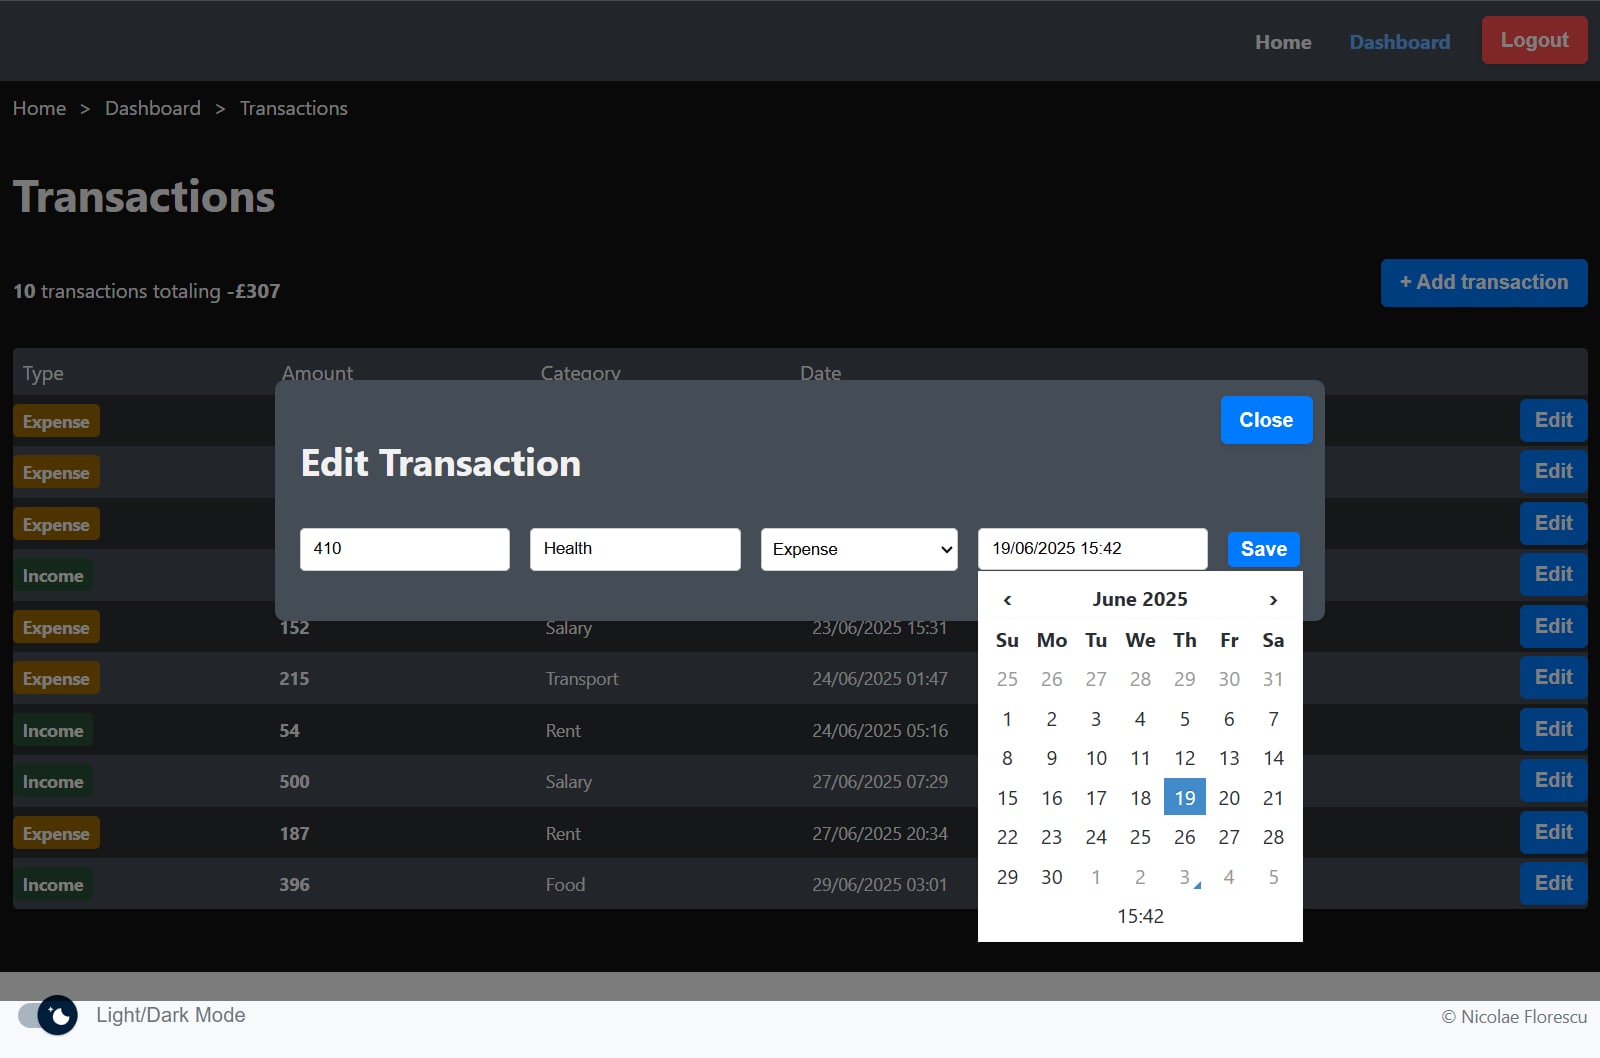 Home Dashboard Logout
Home > Dashboard > Transactions
Transactions
10 transactions totaling -£307
+ Add transaction
Type Amount Category Date
Expense Edit
Expense Edit
Expense Edit
Income Edit
Close
Edit Transaction
410 Health Expense 19/06/2025 15:42 Save
Expense 152 Salary 23/06/2025 15:31 Edit
Expense 215 Transport 24/06/2025 01:47 Edit
Income 54 Rent 24/06/2025 05:16 Edit
Income 500 Salary 27/06/2025 07:29 Edit
Expense 187 Rent 27/06/2025 20:34 Edit
Income 396 Food 29/06/2025 03:01 Edit
‹ June 2025 ›
Su Mo Tu We Th Fr Sa
25 26 27 28 29 30 31
1 2 3 4 5 6 7
8 9 10 11 12 13 14
15 16 17 18 19 20 21
22 23 24 25 26 27 28
29 30 1 2 3 4 5
15:42
Light/Dark Mode
© Nicolae Florescu